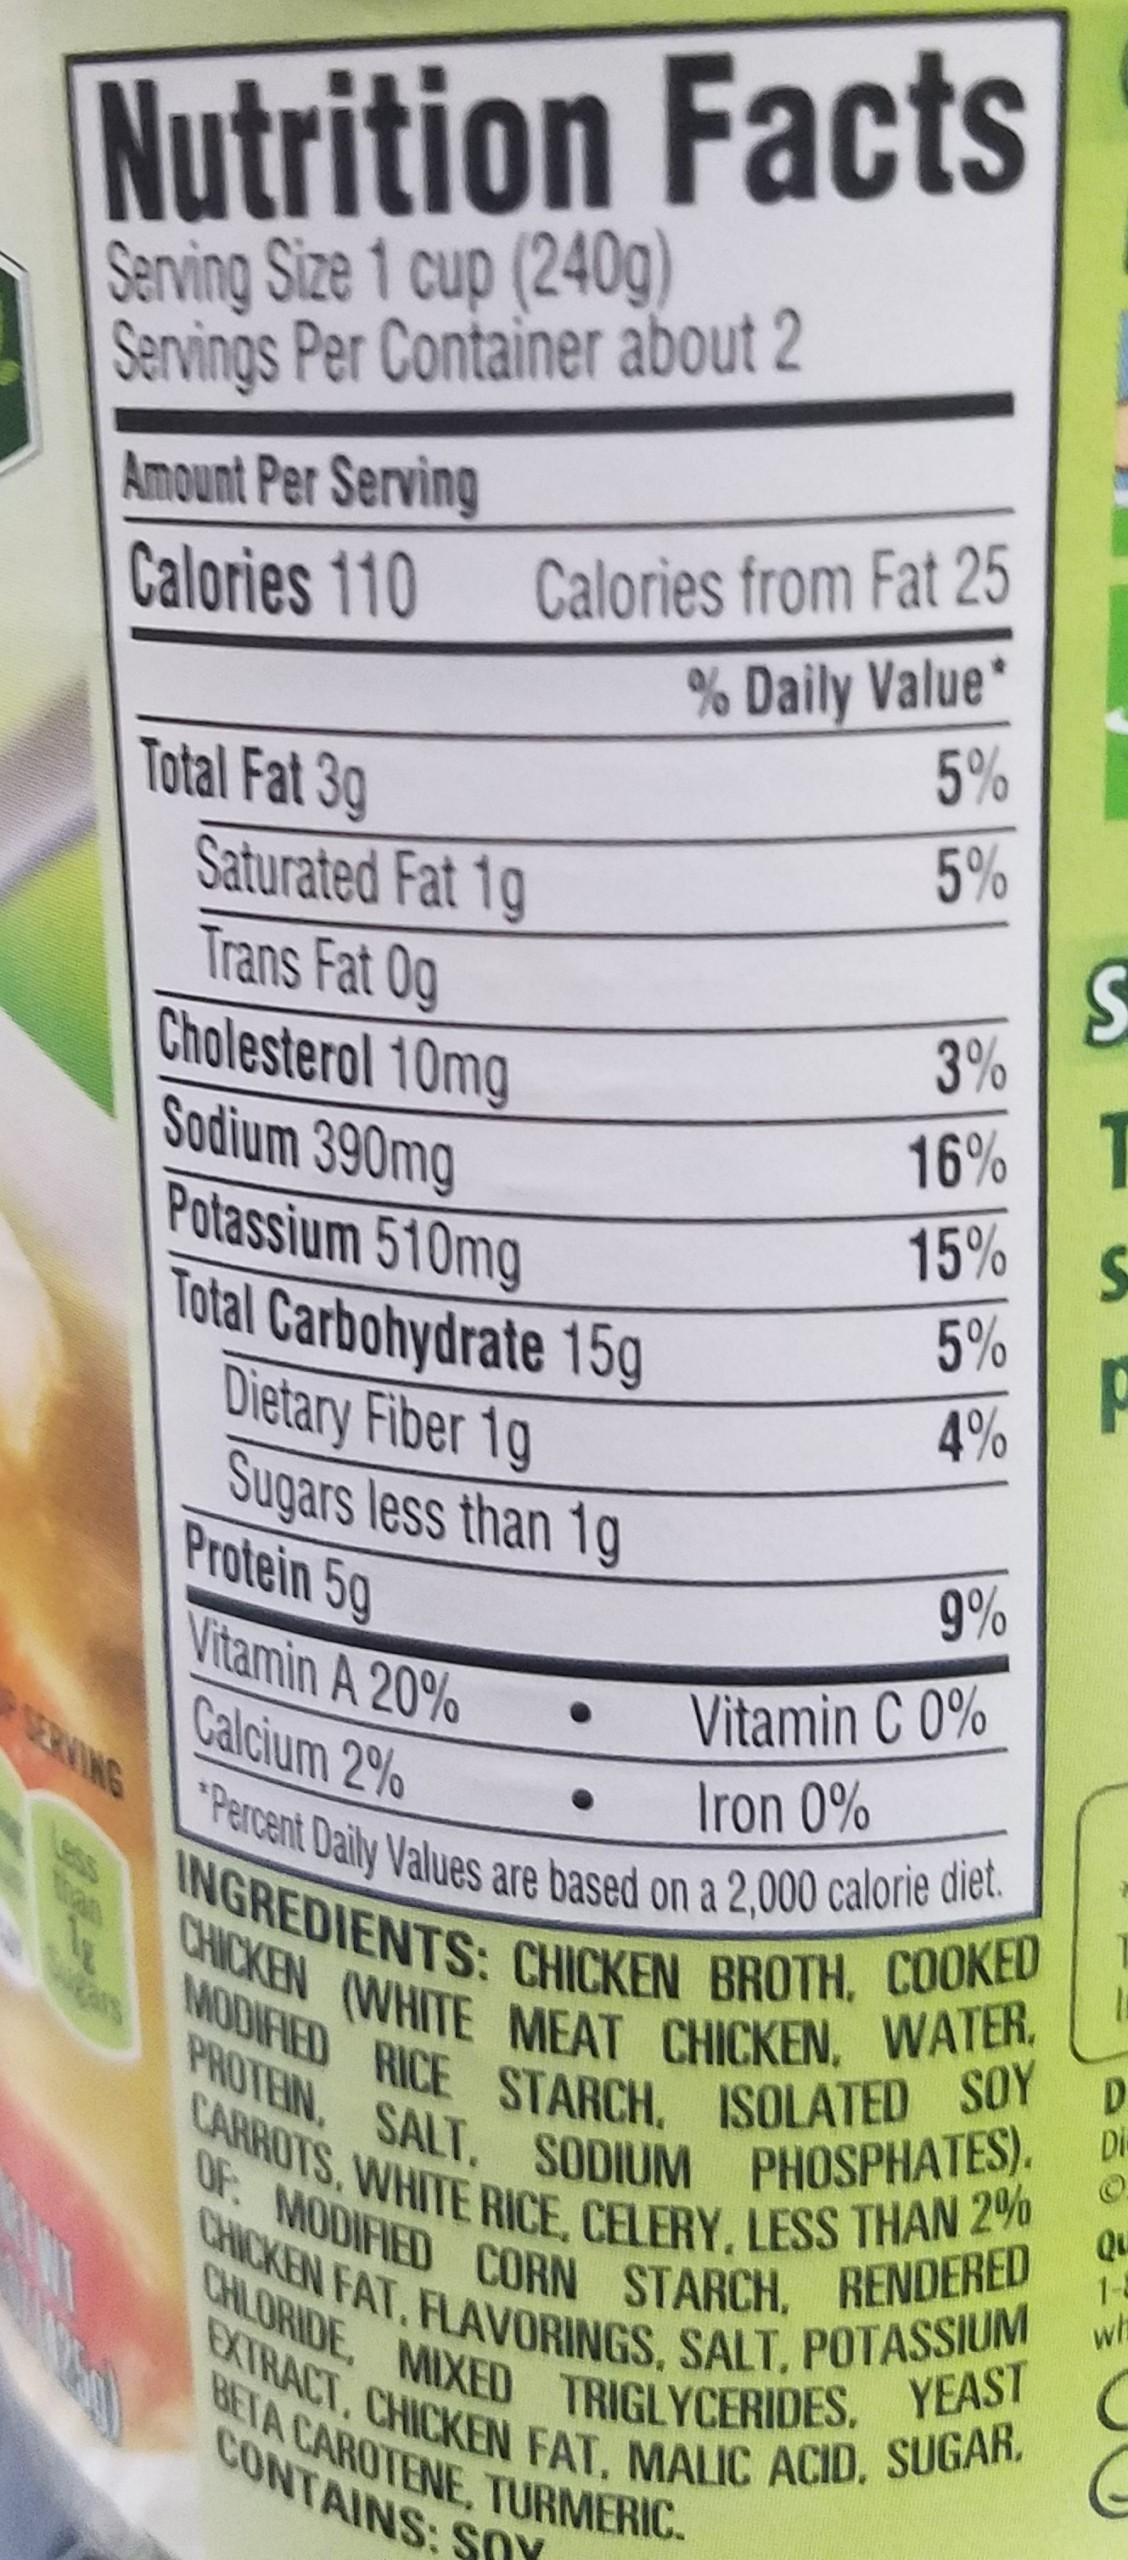 Nutrition Facts
Serving Size 1 cup (240g)
Servings Per Container about 2
Amount Per Serving
Calories 110 Calories from Fat 25
% Daily Value*
Total Fat 3g 5%
Saturated Fat 1g 5%
Trans Fat 0g
Cholesterol 10mg 3%
Sodium 390mg 16%
Potassium 510mg 15%
Total Carbohydrate 15g 5%
Dietary Fiber 1g 4%
Sugars less than 1g
Protein 5g 9%
Vitamin A 20% • Vitamin C 0%
Calcium 2% • Iron 0%
*Percent Daily Values are based on a 2,000 calorie diet.
INGREDIENTS: CHICKEN BROTH, COOKED
CHICKEN (WHITE MEAT CHICKEN, WATER,
MODIFIED RICE STARCH, ISOLATED SOY
PROTEIN, SALT, SODIUM PHOSPHATES),
CARROTS, WHITE RICE, CELERY, LESS THAN 2%
OF: MODIFIED CORN STARCH, RENDERED
CHICKEN FAT, FLAVORINGS, SALT, POTASSIUM
CHLORIDE, MIXED TRIGLYCERIDES, YEAST
EXTRACT, CHICKEN FAT, MALIC ACID, SUGAR,
BETA CAROTENE, TURMERIC.
CONTAINS: SOY
SERVING
Less
than
1g
Sugars